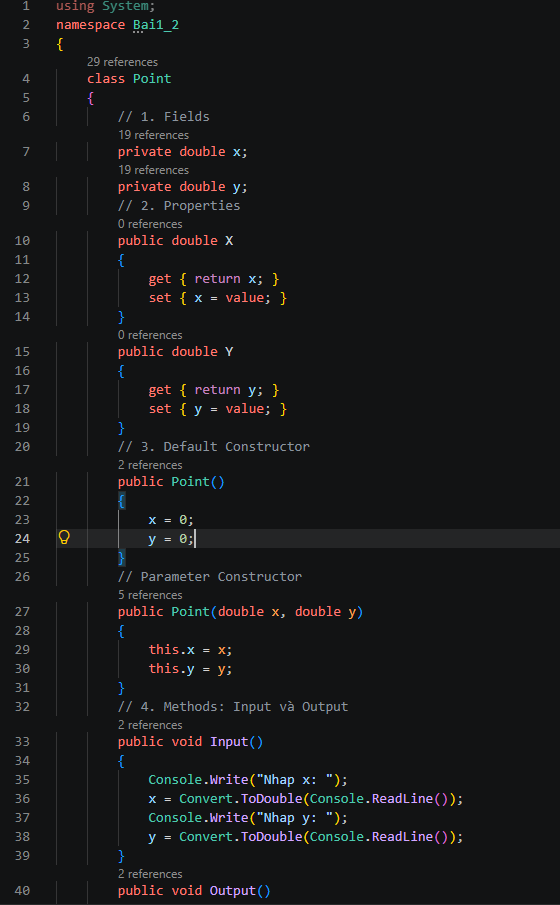 1 using System;
2 namespace Bai1_2
3 {
29 references
4 class Point
5 {
6 // 1. Fields
19 references
7 private double x;
19 references
8 private double y;
9 // 2. Properties
0 references
10 public double X
11 {
12 get { return x; }
13 set { x = value; }
14 }
0 references
15 public double Y
16 {
17 get { return y; }
18 set { y = value; }
19 }
20 // 3. Default Constructor
2 references
21 public Point()
22 {
23 x = 0;
24 y = 0;
25 }
26 // Parameter Constructor
5 references
27 public Point(double x, double y)
28 {
29 this.x = x;
30 this.y = y;
31 }
32 // 4. Methods: Input và Output
2 references
33 public void Input()
34 {
35 Console.Write("Nhap x: ");
36 x = Convert.ToDouble(Console.ReadLine());
37 Console.Write("Nhap y: ");
38 y = Convert.ToDouble(Console.ReadLine());
39 }
2 references
40 public void Output()